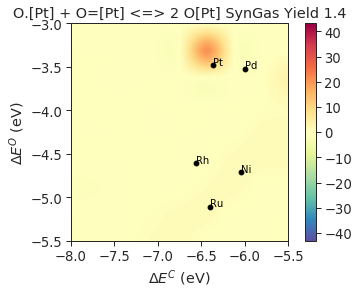 O.[Pt] + O=[Pt] <=> 2 O[Pt] SynGas Yield 1.4
−3.0
−3.5
−4.0
−4.5
−5.0
−5.5
ΔE^O (eV)
Pt
Pd
Rh
Ni
Ru
−8.0 −7.5 −7.0 −6.5 −6.0 −5.5
ΔE^C (eV)
40
30
20
10
0
−10
−20
−30
−40